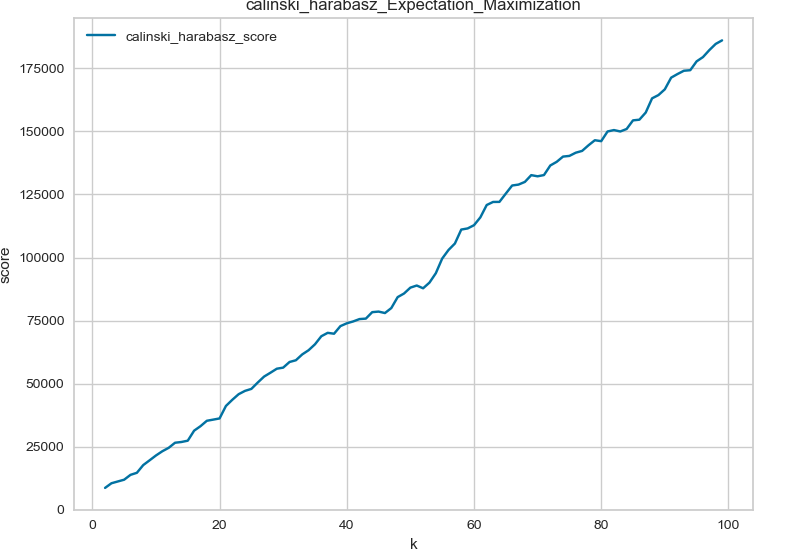 calinski_harabasz_Expectation_Maximization
calinski_harabasz_score
175000
150000
125000
100000
75000
50000
25000
0
score
0 20 40 60 80 100
k